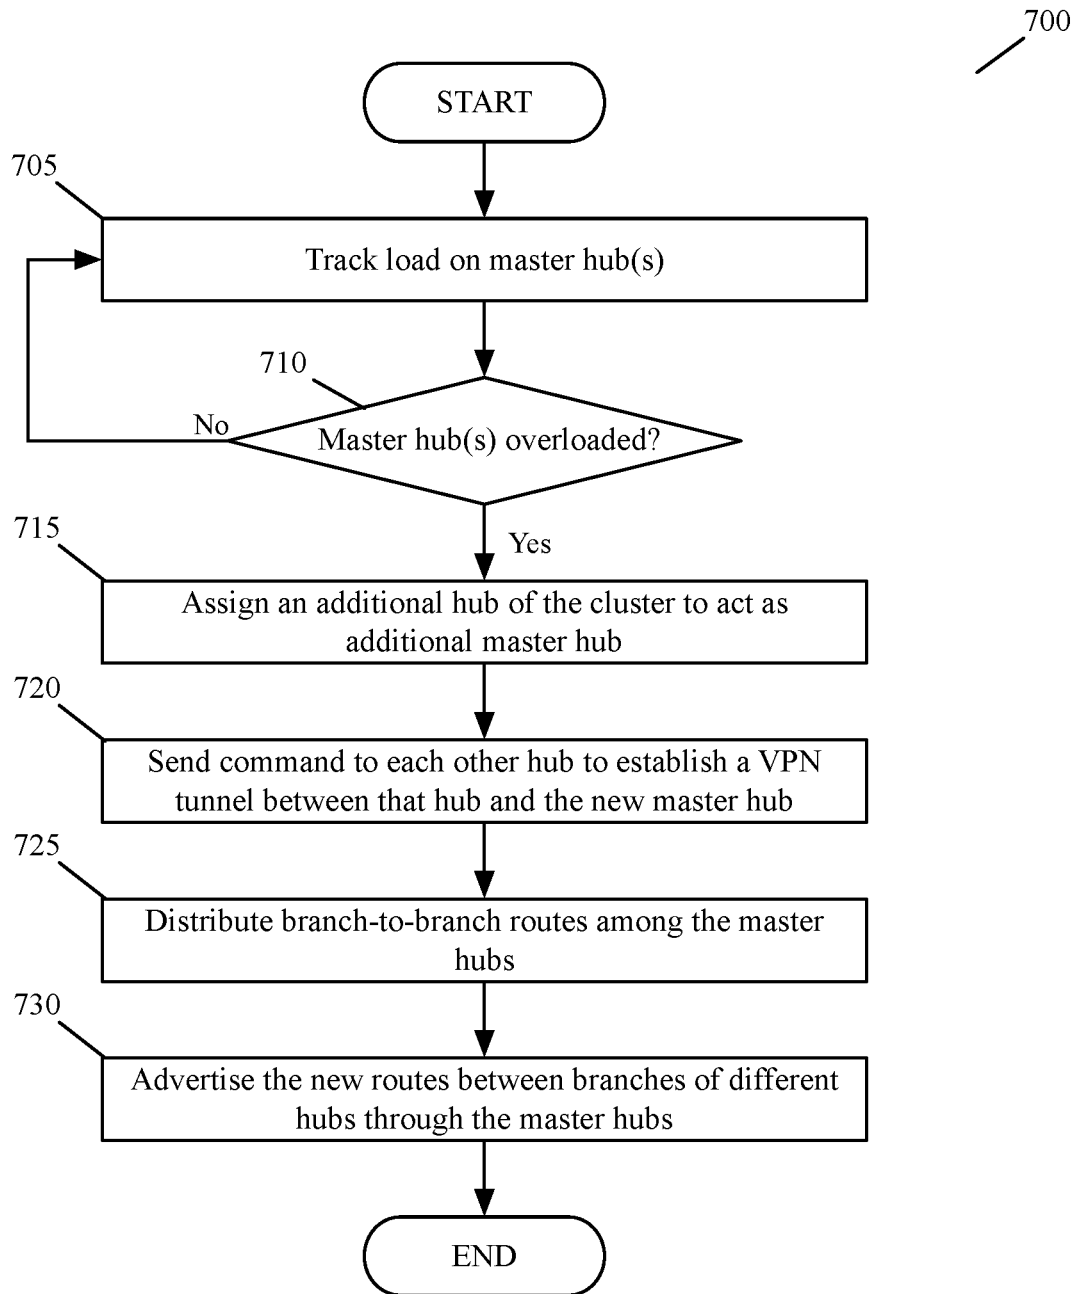 700
START
705
Track load on master hub(s)
710
No
Master hub(s) overloaded?
Yes
715
Assign an additional hub of the cluster to act as
additional master hub
720
Send command to each other hub to establish a VPN
tunnel between that hub and the new master hub
725
Distribute branch-to-branch routes among the master
hubs
730
Advertise the new routes between branches of different
hubs through the master hubs
END